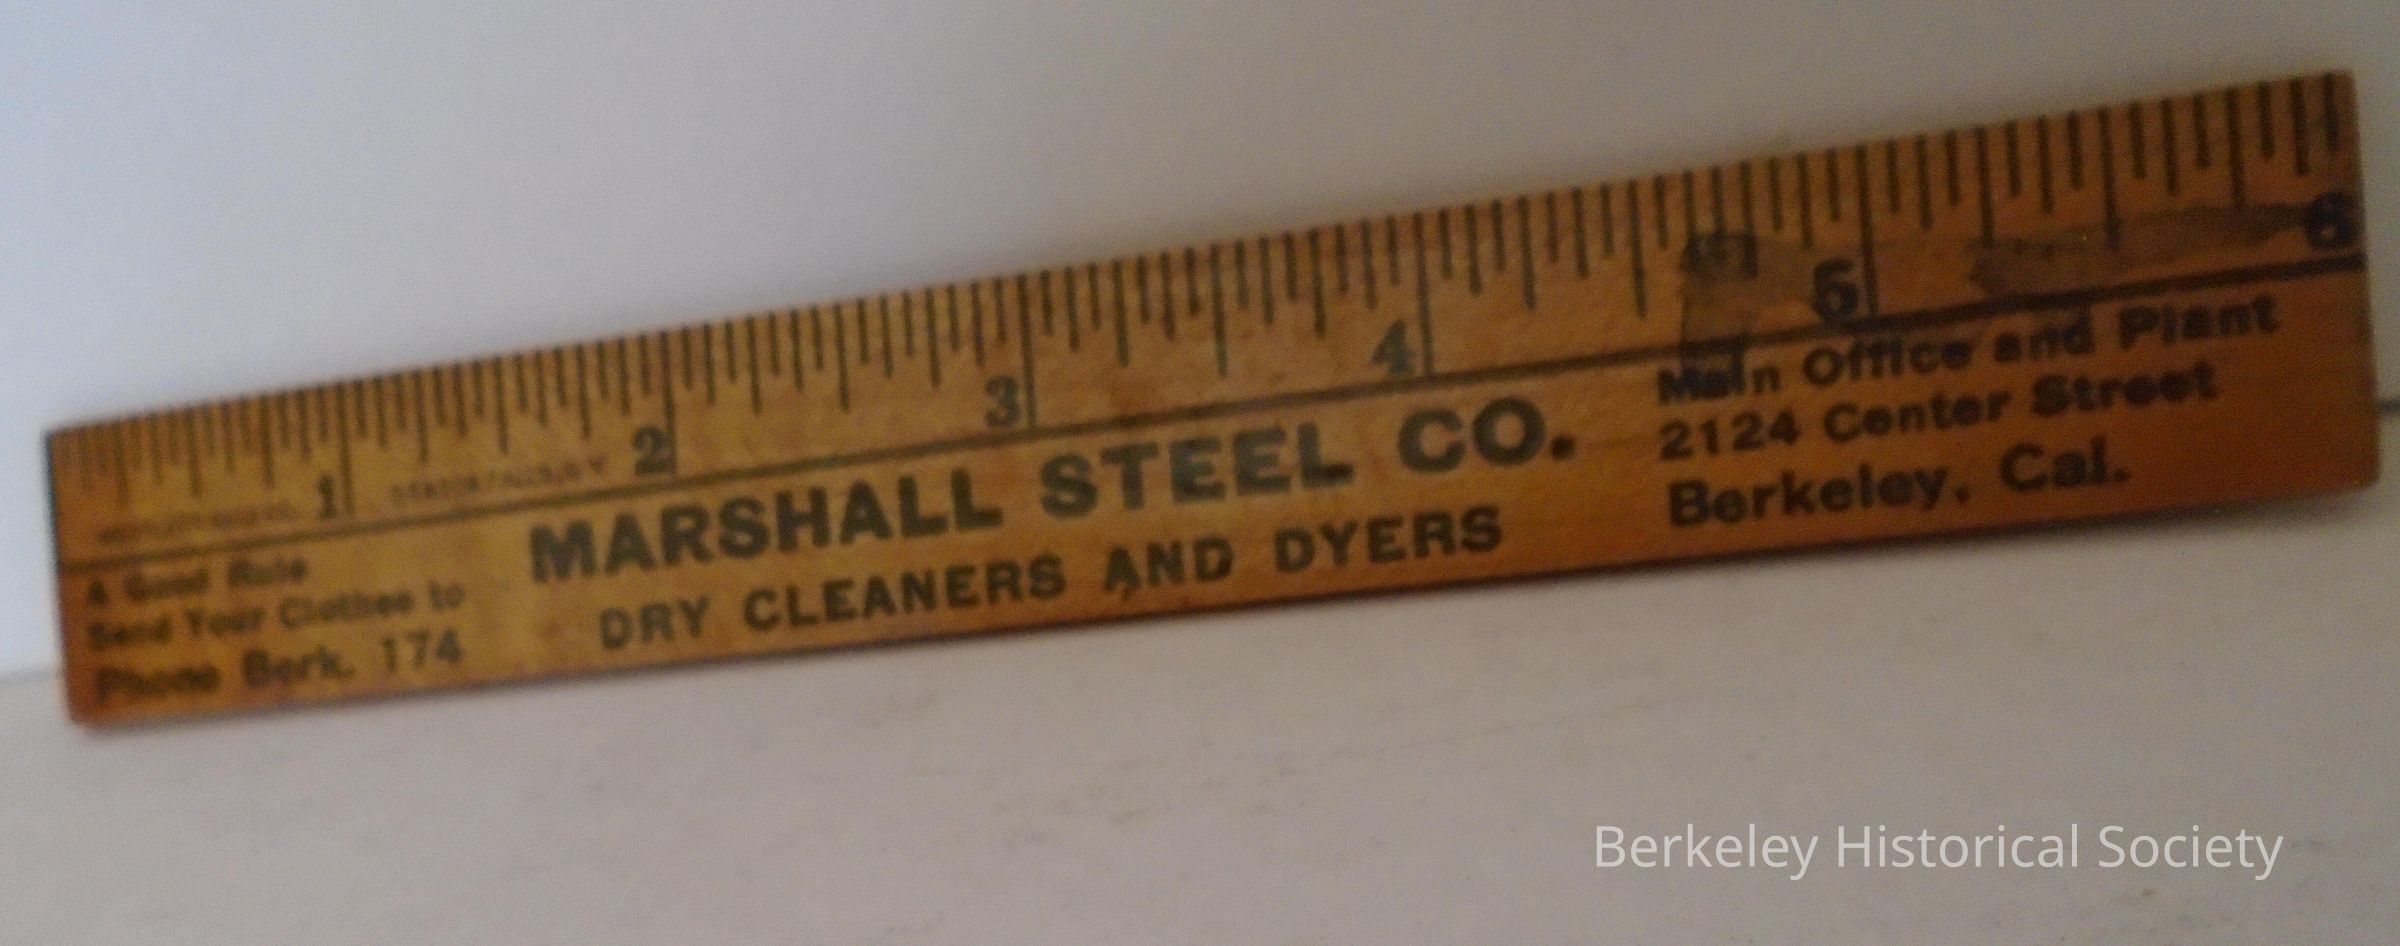 1 2 3 4 5 6
A Good Rule
Send Your Clothes to
Phone Berk. 174
MARSHALL STEEL CO.
DRY CLEANERS AND DYERS
Main Office and Plant
2124 Center Street
Berkeley, Cal.
Berkeley Historical Society